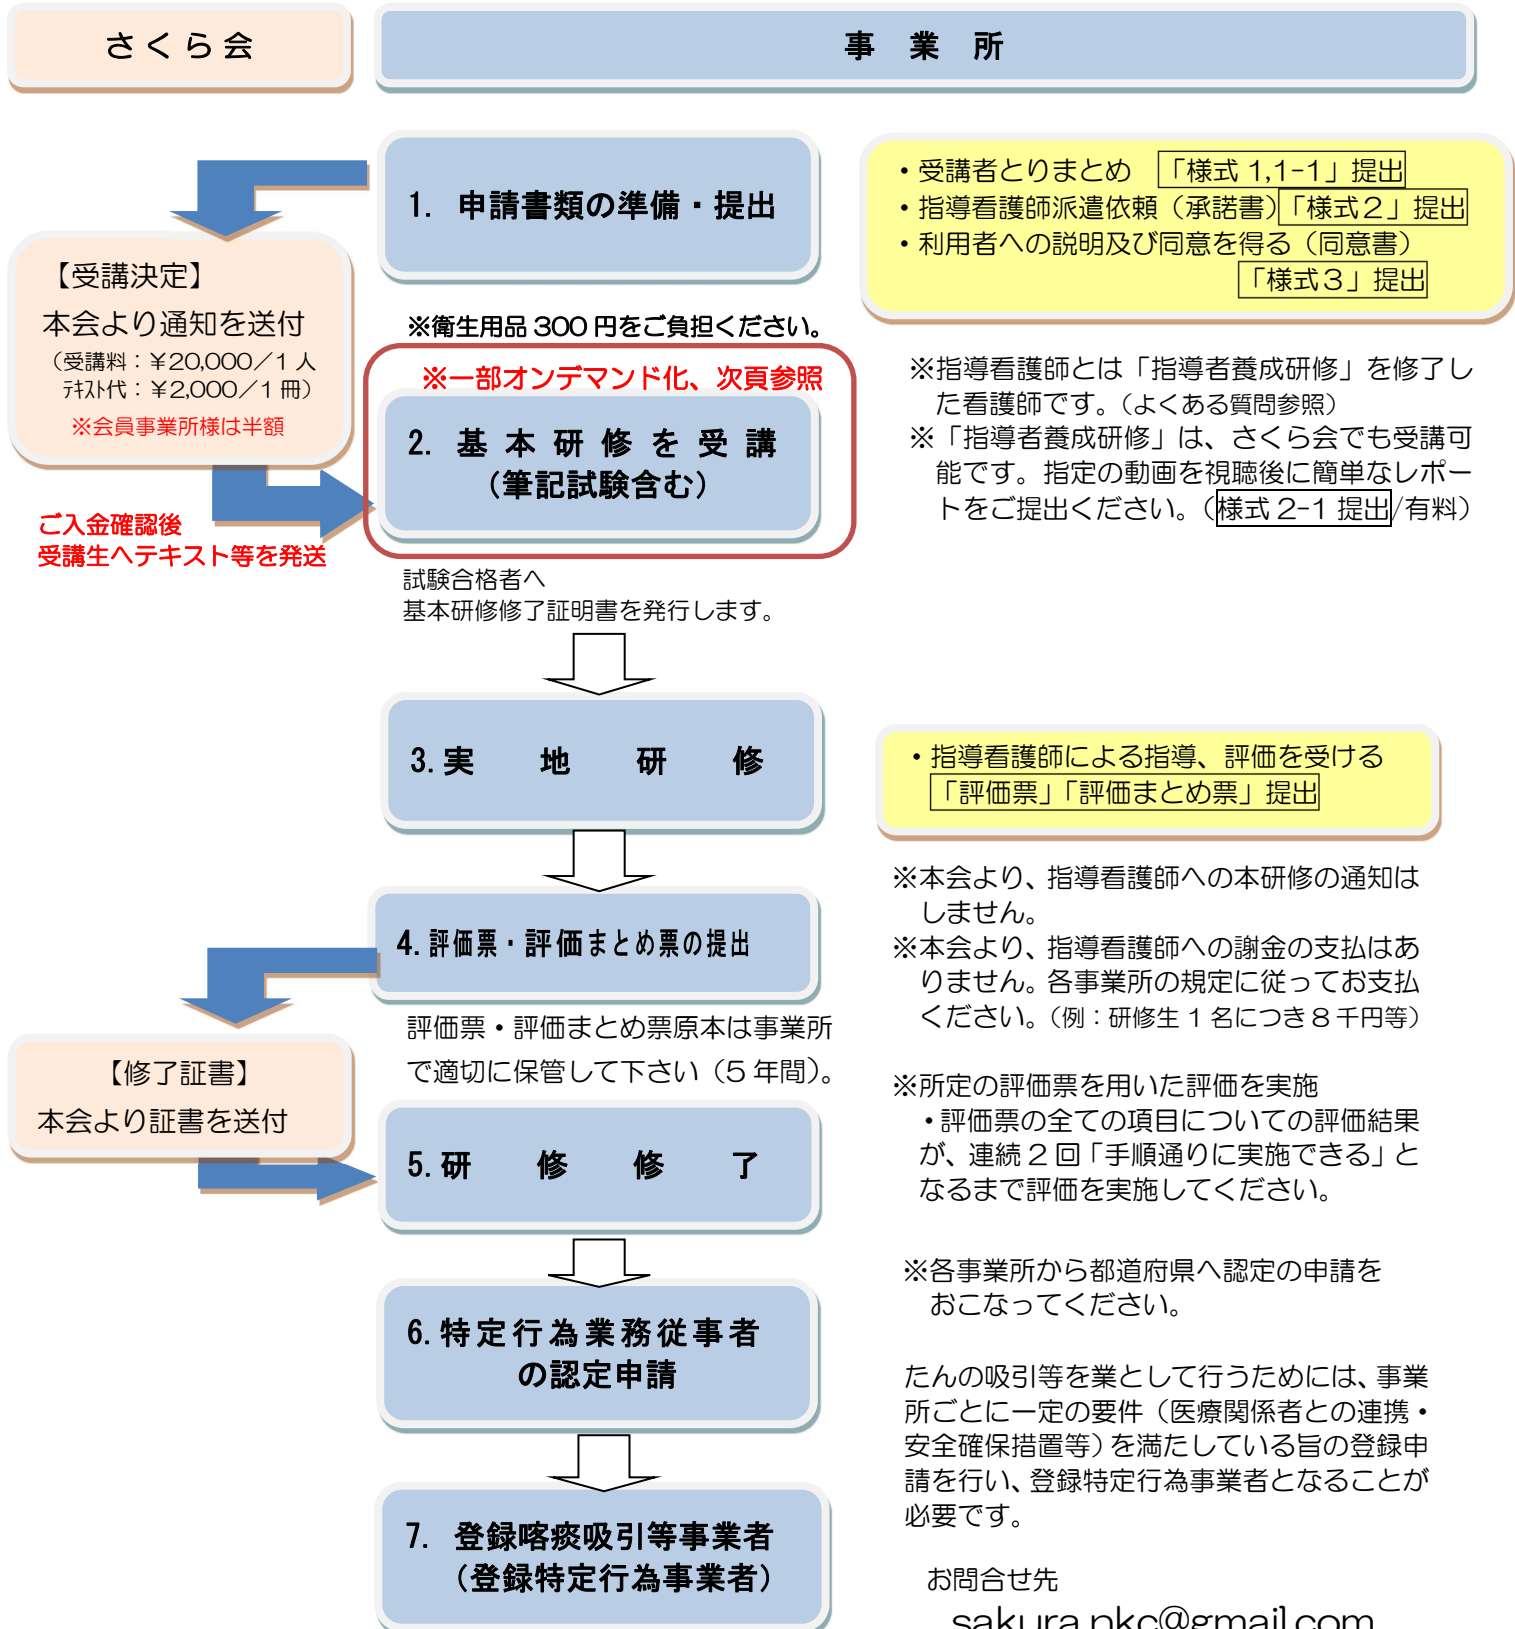 さくら会
事業所
1. 申請書類の準備・提出
・受講者とりまとめ 「様式 1,1-1」提出
・指導看護師派遣依頼（承諾書）「様式２」提出
・利用者への説明及び同意を得る（同意書）
「様式３」提出
【受講決定】
本会より通知を送付
（受講料：￥20,000／1 人
ﾃｷｽﾄ代：￥2,000／1 冊）
※会員事業所様は半額
※衛生用品 300 円をご負担ください。
※一部オンデマンド化、次頁参照
2. 基本研修を受講
（筆記試験含む）
※指導看護師とは「指導者養成研修」を修了し
た看護師です。（よくある質問参照）
※「指導者養成研修」は、さくら会でも受講可
能です。指定の動画を視聴後に簡単なレポー
トをご提出ください。（様式 2-1 提出/有料）
ご入金確認後
受講生へテキスト等を発送
試験合格者へ
基本研修修了証明書を発行します。
3. 実地研修
・指導看護師による指導、評価を受ける
「評価票」「評価まとめ票」提出
4. 評価票・評価まとめ票の提出
※本会より、指導看護師への本研修の通知は
しません。
※本会より、指導看護師への謝金の支払はあ
りません。各事業所の規定に従ってお支払
ください。（例：研修生 1 名につき８千円等）
評価票・評価まとめ票原本は事業所
で適切に保管して下さい（5 年間）。
【修了証書】
本会より証書を送付
※所定の評価票を用いた評価を実施
・評価票の全ての項目についての評価結果
が、連続２回「手順通りに実施できる」と
なるまで評価を実施してください。
5. 研修修了
※各事業所から都道府県へ認定の申請を
おこなってください。
6. 特定行為業務従事者
の認定申請
たんの吸引等を業として行うためには、事業
所ごとに一定の要件（医療関係者との連携・
安全確保措置等）を満たしている旨の登録申
請を行い、登録特定行為事業者となることが
必要です。
7. 登録喀痰吸引等事業者
（登録特定行為事業者）
お問合せ先
sakura.nkc@gmail.com